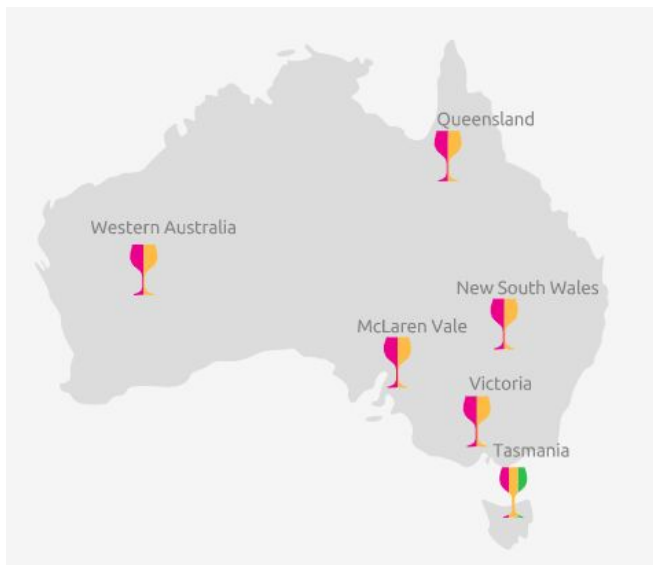 Queensland
Western Australia
New South Wales
McLaren Vale
Victoria
Tasmania